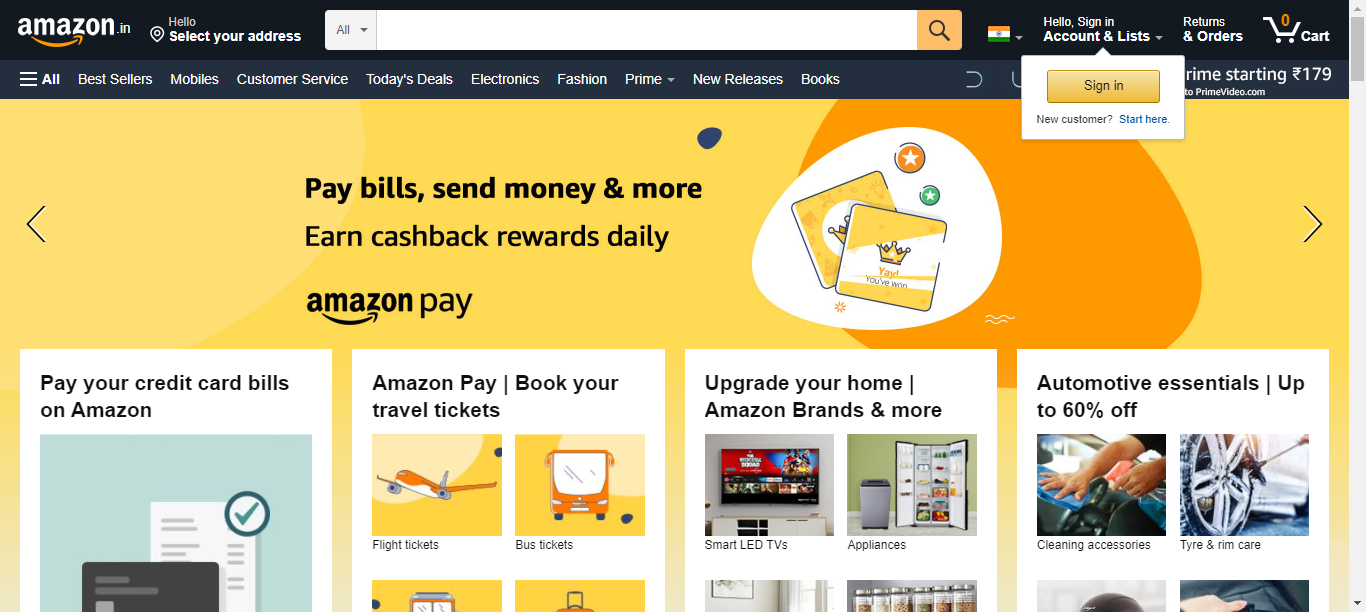 amazon.in
Hello
Select your address
All
Hello, Sign in
Account & Lists
Returns
& Orders
0
Cart
All
Best Sellers
Mobiles
Customer Service
Today's Deals
Electronics
Fashion
Prime
New Releases
Books
rime starting ₹179
to PrimeVideo.com
Sign in
New customer? Start here.
Pay bills, send money & more
Earn cashback rewards daily
amazon pay
Yay!
You've won
Pay your credit card bills
on Amazon
Amazon Pay | Book your
travel tickets
Flight tickets
Bus tickets
Upgrade your home |
Amazon Brands & more
Smart LED TVs
Appliances
Automotive essentials | Up
to 60% off
Cleaning accessories
Tyre & rim care